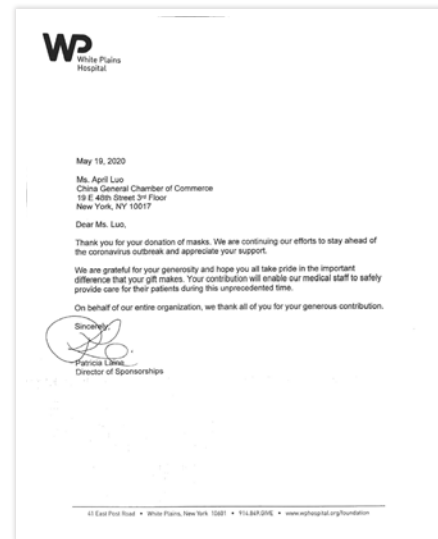 WP
White Plains
Hospital
May 19, 2020
Ms. April Luo
China General Chamber of Commerce
19 E 48th Street 3rd Floor
New York, NY 10017
Dear Ms. Luo,
Thank you for your donation of masks. We are continuing our efforts to stay ahead of
the coronavirus outbreak and appreciate your support.
We are grateful for your generosity and hope you all take pride in the important
difference that your gift makes. Your contribution will enable our medical staff to safely
provide care for their patients during this unprecedented time.
On behalf of our entire organization, we thank all of you for your generous contribution.
Sincerely,
Patricia
Director of Sponsorships
41 East Post Road • White Plains, New York 10601 • 914.849.GIVE • www.wphospital.org/foundation